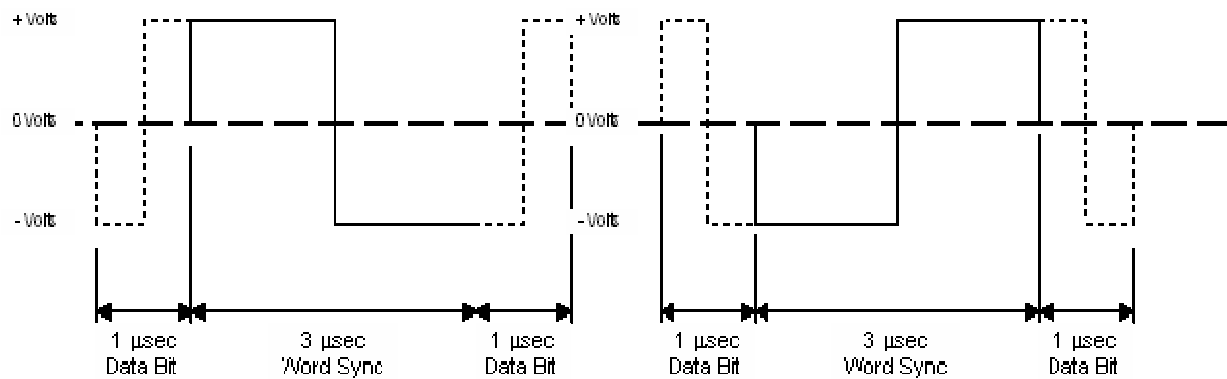 + Volts
0 Volts
- Volts
1 µsec
Data Bit
3 µsec
Word Sync
1 µsec
Data Bit
+ Volts
0 Volts
- Volts
1 µsec
Data Bit
3 µsec
Word Sync
1 µsec
Data Bit